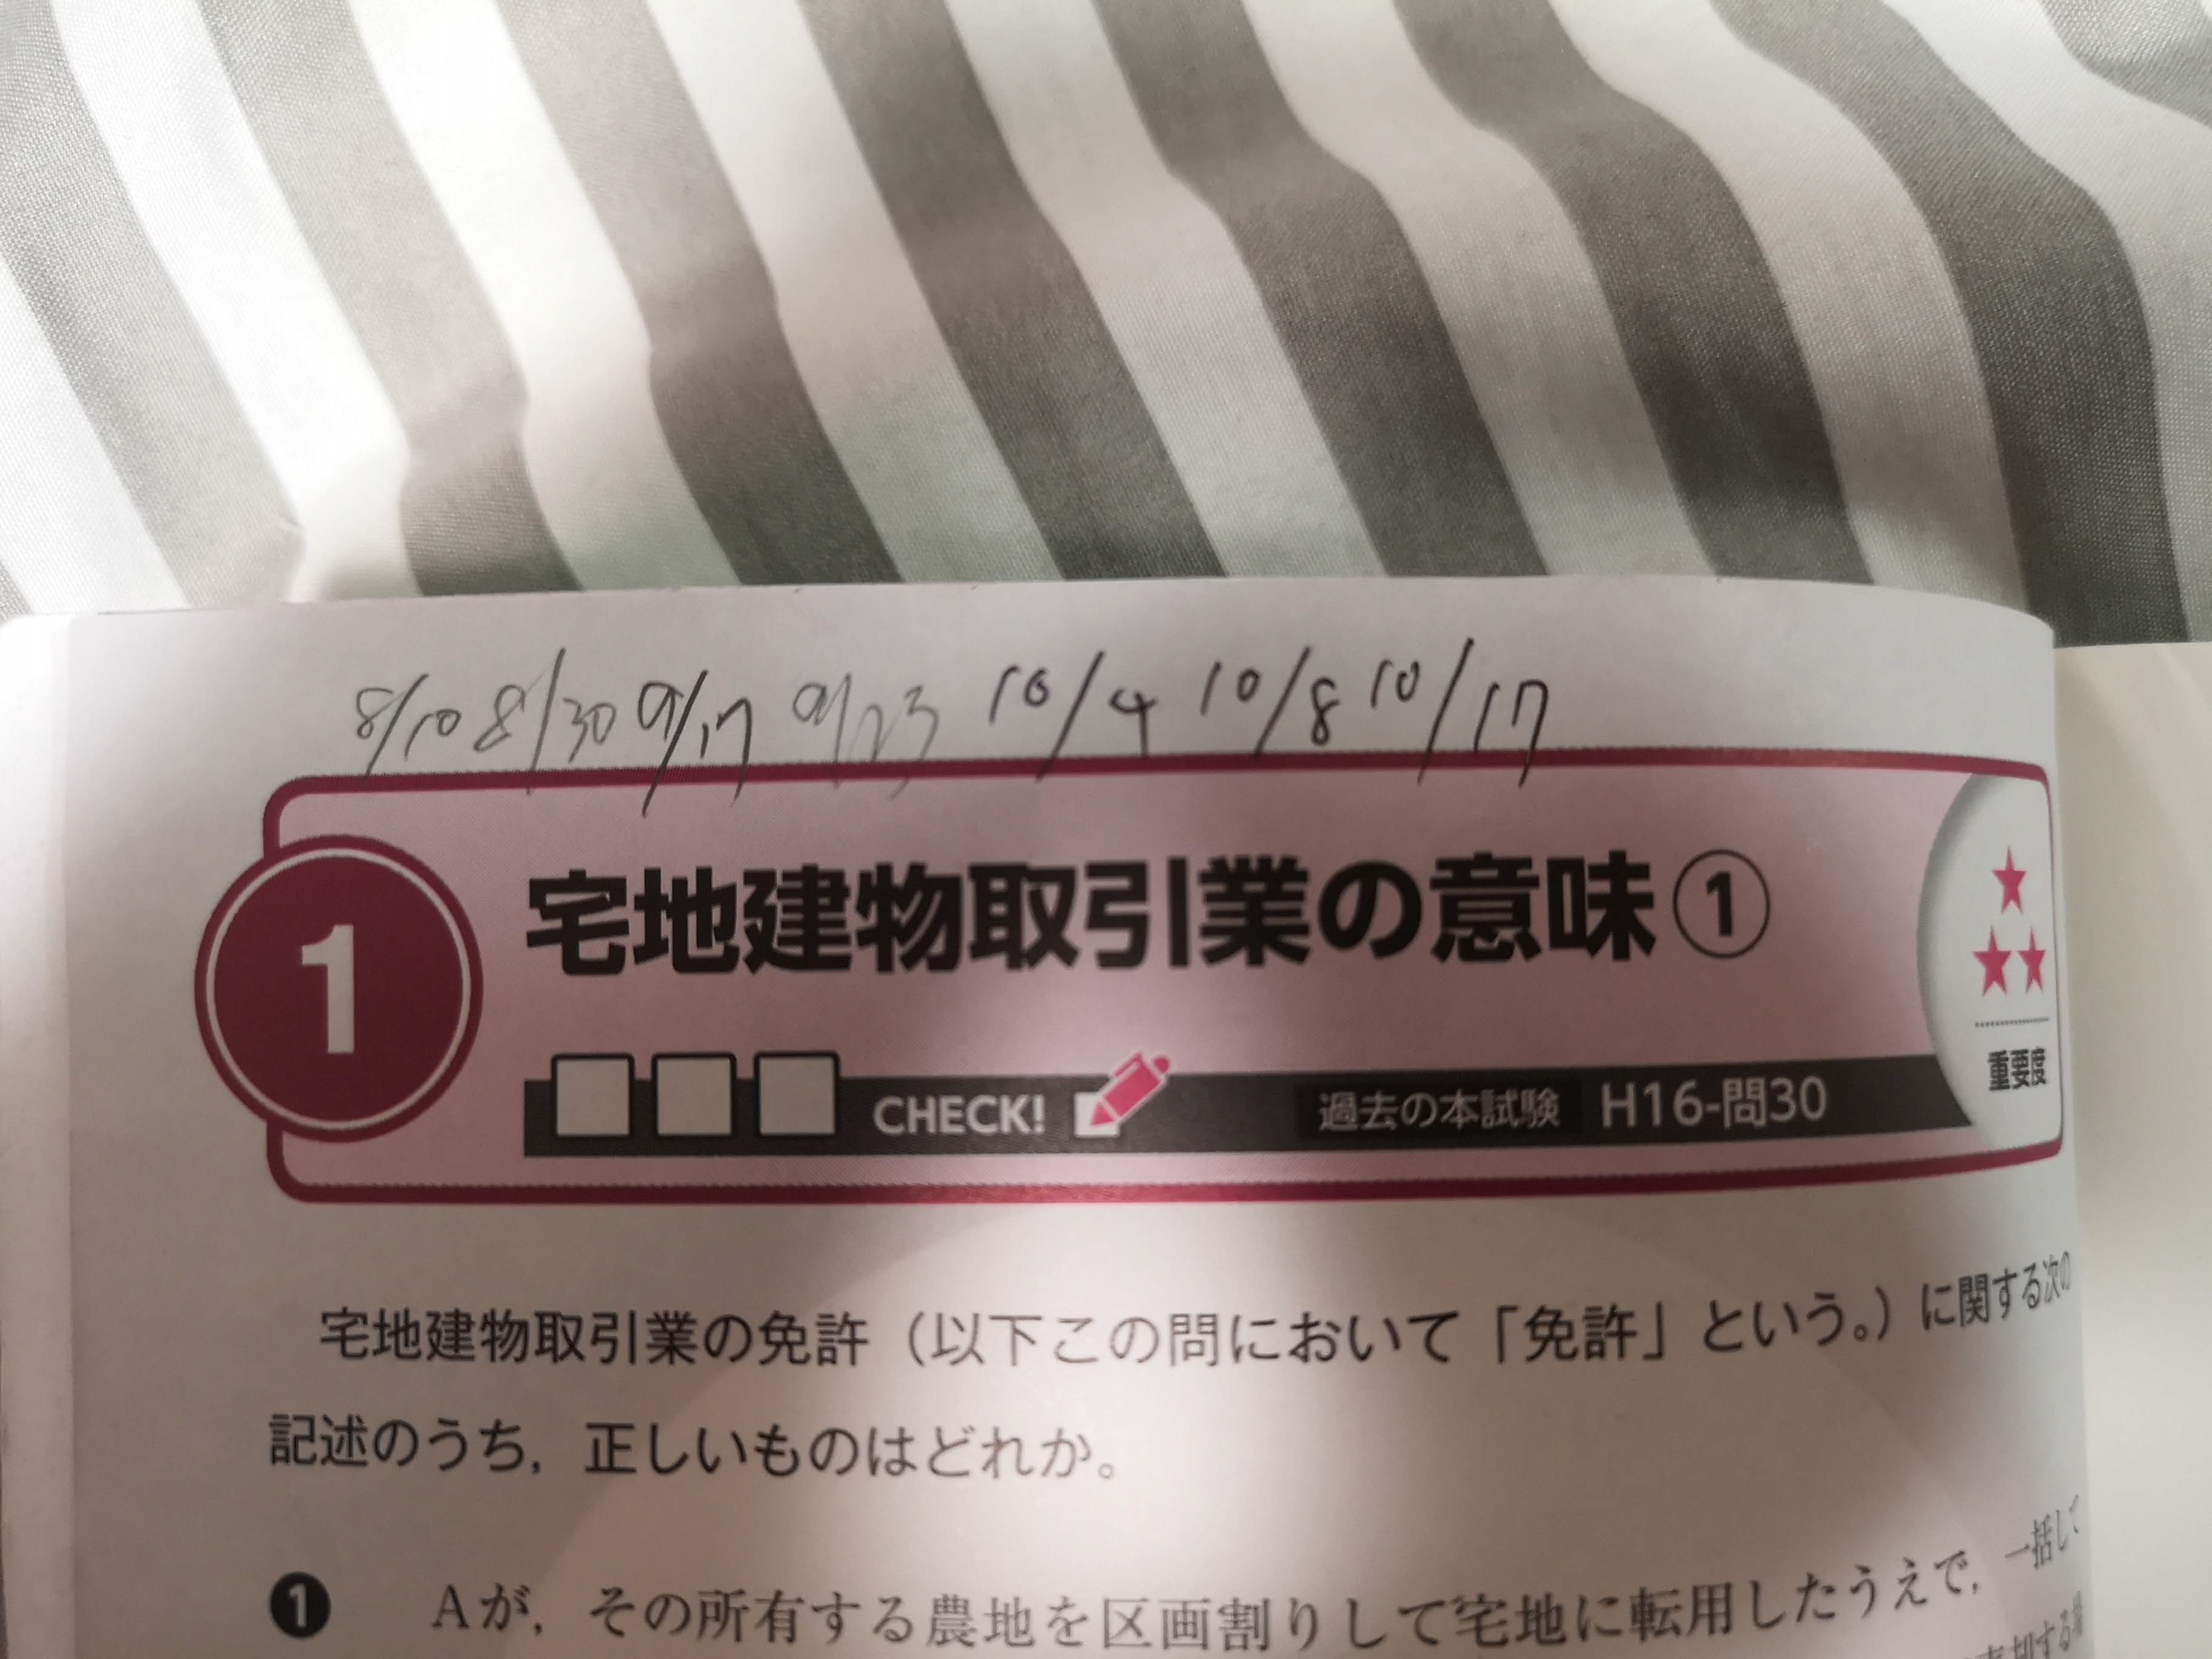 8/10 8/30 9/17 9/23 10/4 10/8 10/17
1 宅地建物取引業の意味①
重要度
CHECK! 過去の本試験 H16-問30
宅地建物取引業の免許（以下この問において「免許」という。）に関する次の
記述のうち，正しいものはどれか。
❶ Aが，その所有する農地を区画割りして宅地に転用したうえで，一括して
却する場